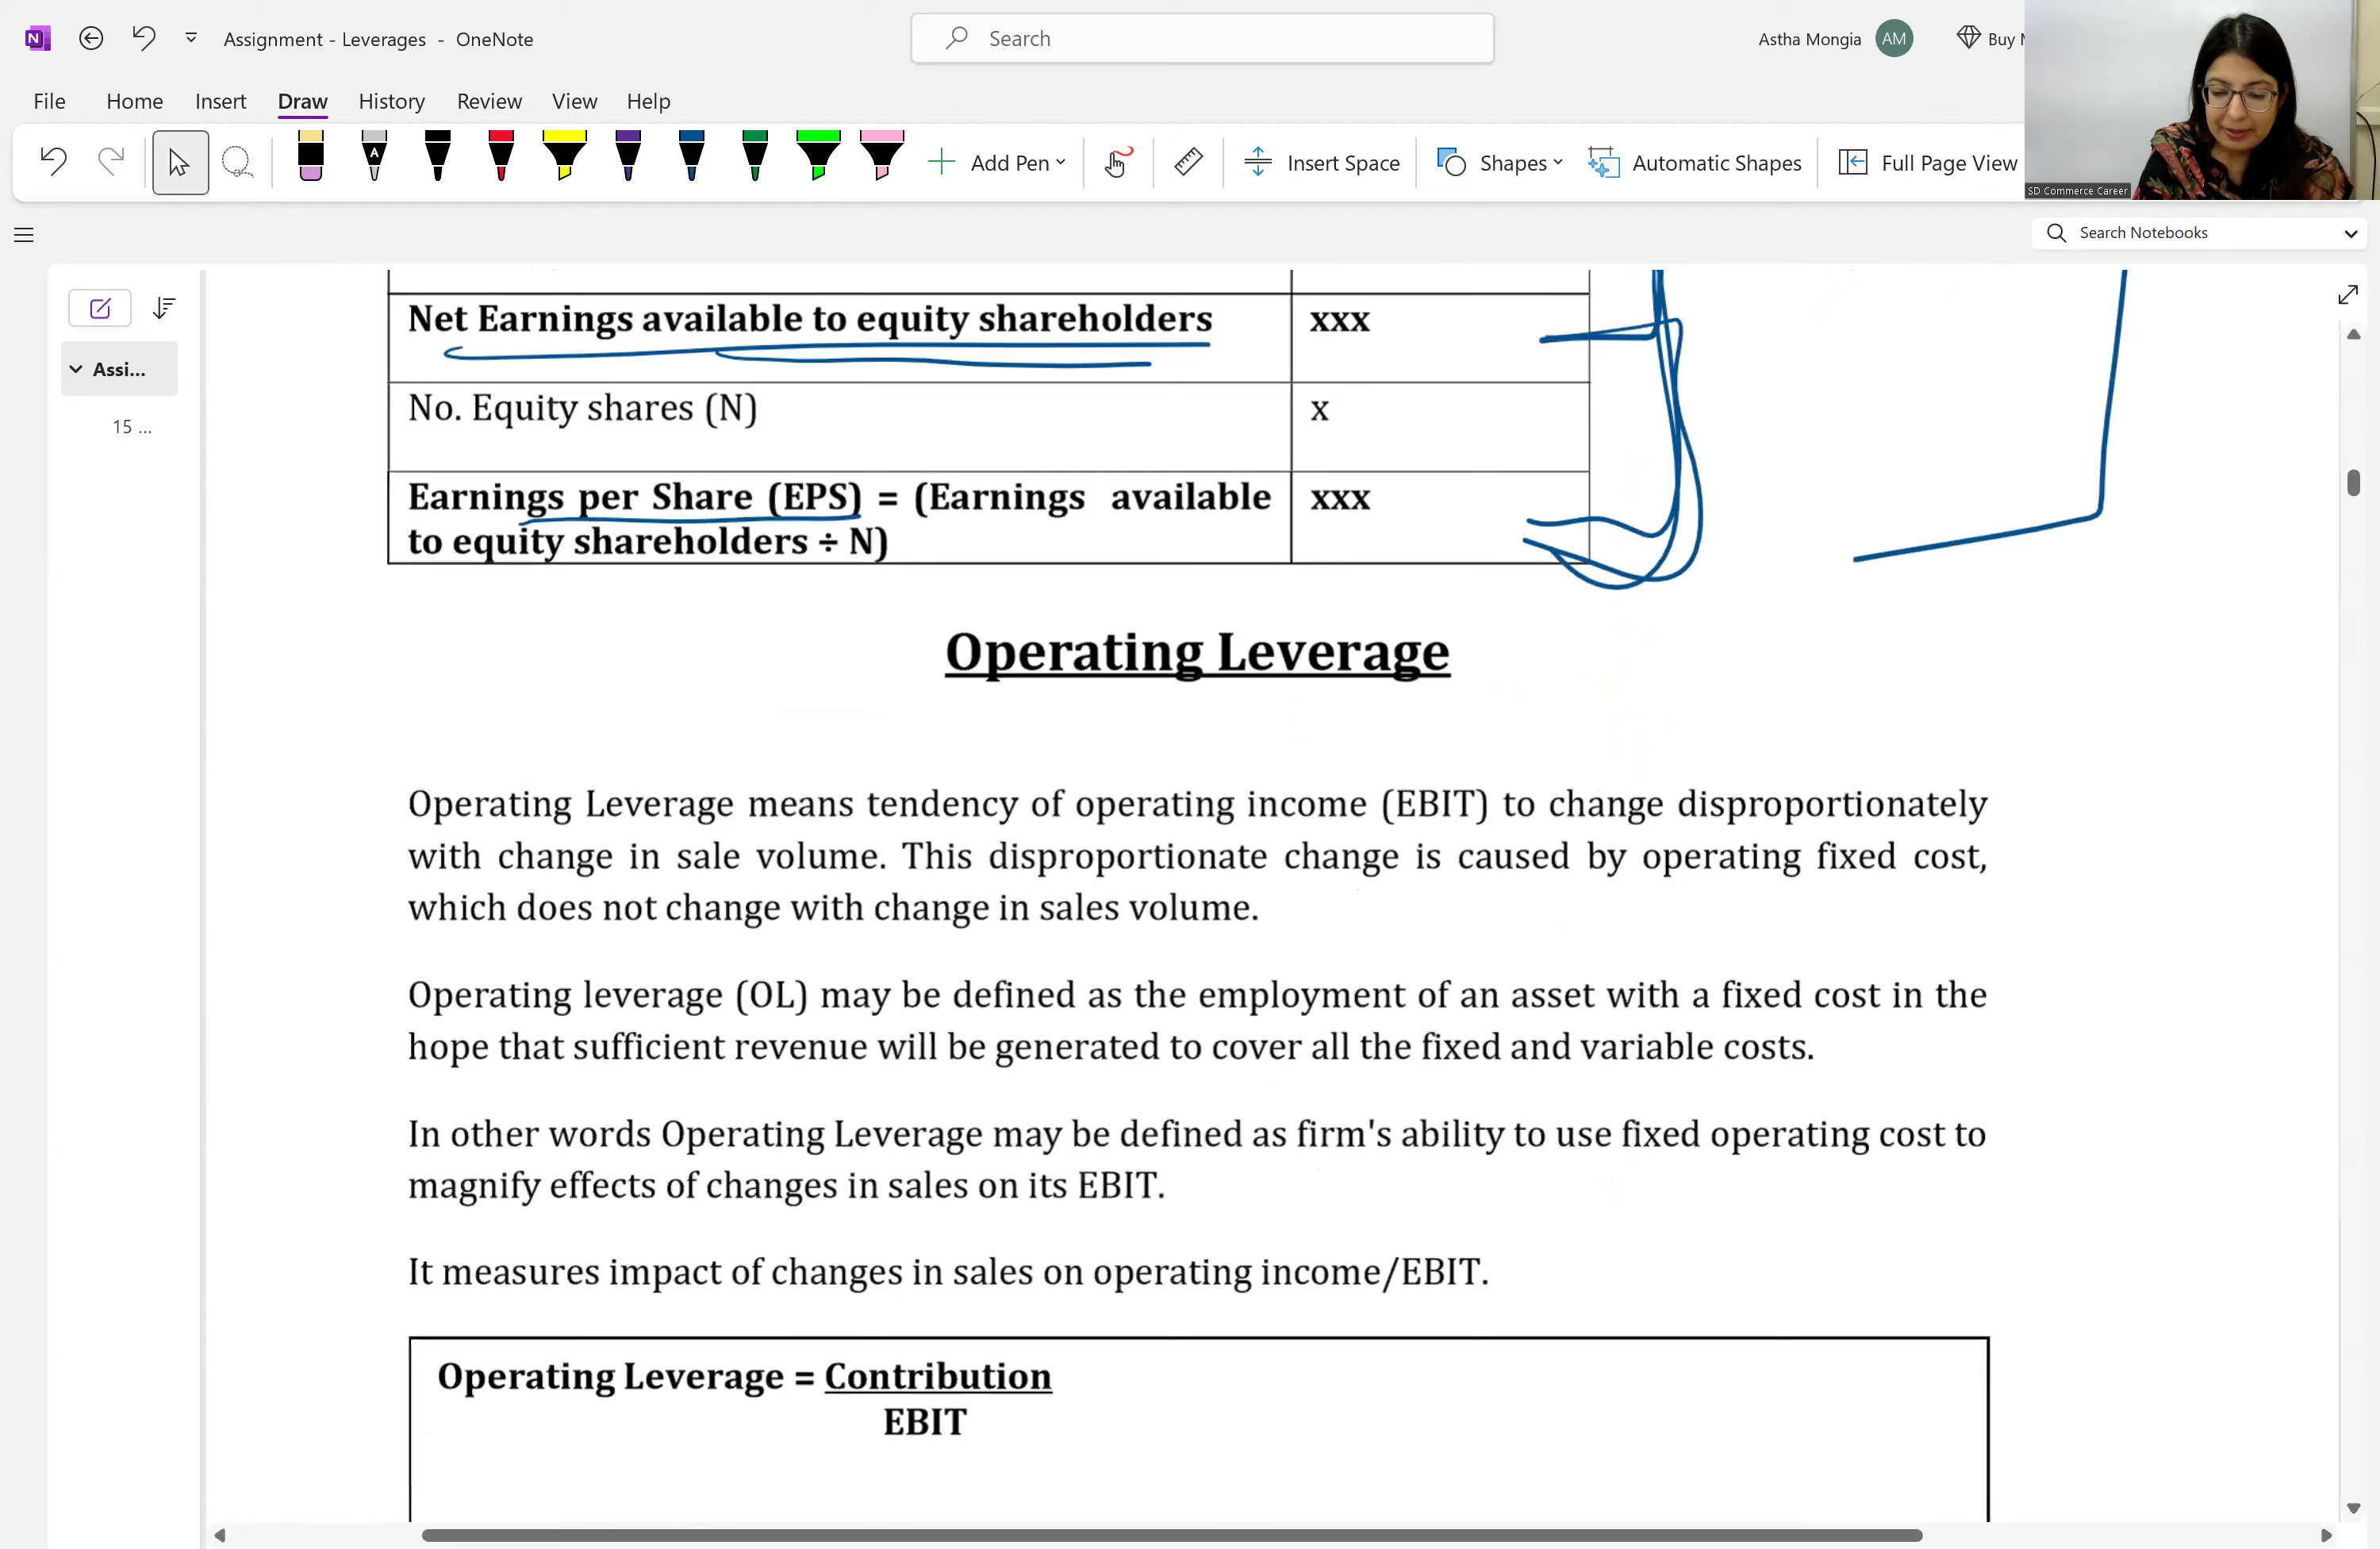 Assignment - Leverages - OneNote
Search
Astha Mongia AM
Buy
File Home Insert Draw History Review View Help
A
Add Pen
Insert Space
Shapes
Automatic Shapes
Full Page View
SD Commerce Career
Search Notebooks
Assi...
15 ...
Net Earnings available to equity shareholders xxx
No. Equity shares (N) x
Earnings per Share (EPS) = (Earnings available xxx
to equity shareholders ÷ N)
Operating Leverage
Operating Leverage means tendency of operating income (EBIT) to change disproportionately
with change in sale volume. This disproportionate change is caused by operating fixed cost,
which does not change with change in sales volume.
Operating leverage (OL) may be defined as the employment of an asset with a fixed cost in the
hope that sufficient revenue will be generated to cover all the fixed and variable costs.
In other words Operating Leverage may be defined as firm's ability to use fixed operating cost to
magnify effects of changes in sales on its EBIT.
It measures impact of changes in sales on operating income/EBIT.
Operating Leverage = Contribution
EBIT